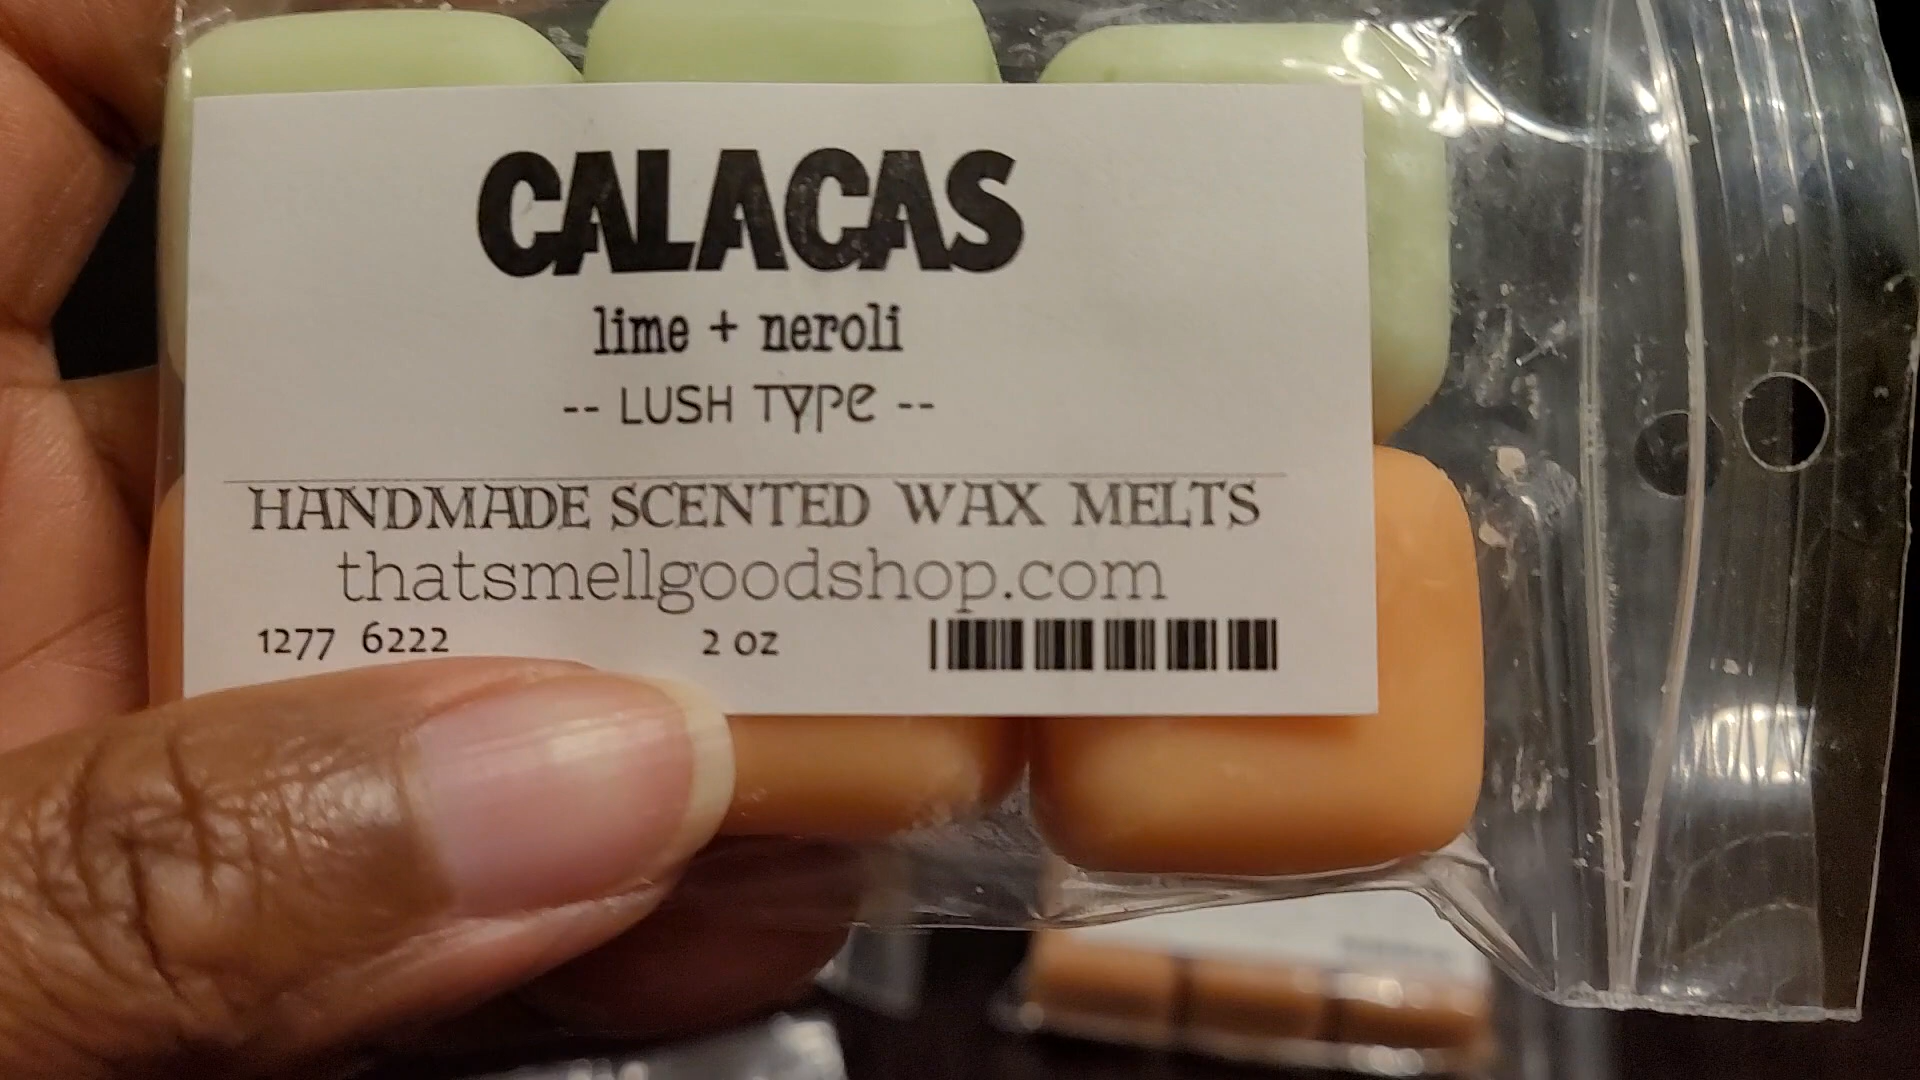 CALACAS
lime + neroli
-- LUSH TYPE --
HANDMADE SCENTED WAX MELTS
thatsmellgoodshop.com
1277 6222 2 oz